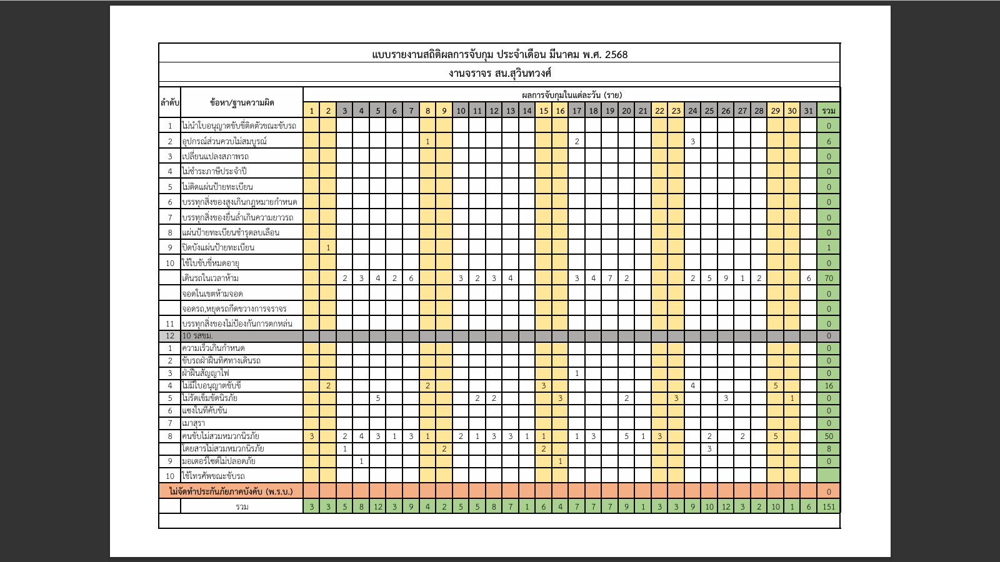 แบบรายงานสถิติผลการจับกุม ประจำเดือน มีนาคม พ.ศ. 2568
งานจราจร สน.สุวินทวงศ์
ลำดับ ข้อหา/ฐานความผิด ผลการจับกุมในแต่ละวัน (ราย)
1 2 3 4 5 6 7 8 9 10 11 12 13 14 15 16 17 18 19 20 21 22 23 24 25 26 27 28 29 30 31 รวม
1 ไม่นำใบอนุญาตขับขี่ติดตัวขณะขับรถ 0
2 อุปกรณ์ส่วนควบไม่สมบูรณ์ 1 2 3 6
3 เปลี่ยนแปลงสภาพรถ 0
4 ไม่ชำระภาษีประจำปี 0
5 ไม่ติดแผ่นป้ายทะเบียน 0
6 บรรทุกสิ่งของสูงเกินกฎหมายกำหนด 0
7 บรรทุกสิ่งของยื่นล่ำเกินความยาวรถ 0
8 แผ่นป้ายทะเบียนชำรุดลบเลือน 0
9 ปิดบังแผ่นป้ายทะเบียน 1 1
10 ใช้ใบขับขี่หมดอายุ 0
เดินรถในเวลาห้าม 2 3 4 2 6 3 2 3 4 3 4 7 2 2 5 9 1 2 6 70
จอดในเขตห้ามจอด 0
จอดรถ,หยุดรถกีดขวางการจราจร 0
11 บรรทุกสิ่งของไม่ป้องกันการตกหล่น 0
12 10 รสขม. 0
1 ความเร็วเกินกำหนด 0
2 ขับรถฝ่าฝืนทิศทางเดินรถ 0
3 ฝ่าฝืนสัญญาไฟ 1 0
4 ไม่มีใบอนุญาตขับขี่ 2 2 3 4 5 16
5 ไม่รัดเข็มขัดนิรภัย 5 2 2 3 2 3 3 1 0
6 แซงในที่คับขัน 0
7 เมาสุรา 0
8 คนขับไม่สวมหมวกนิรภัย 3 2 4 3 1 3 1 2 1 3 3 1 1 1 3 5 1 3 2 2 5 50
โดยสารไม่สวมหมวกนิรภัย 1 2 2 3 8
9 มอเตอร์ไซต์ไม่ปลอดภัย 1 1 0
10 ใช้โทรศัพขณะขับรถ
ไม่จัดทำประกันภัยภาคบังคับ (พ.ร.บ.) 0
รวม 3 3 5 8 12 3 9 4 2 5 5 8 7 1 6 4 7 7 7 9 1 3 3 9 10 12 3 2 10 1 6 151